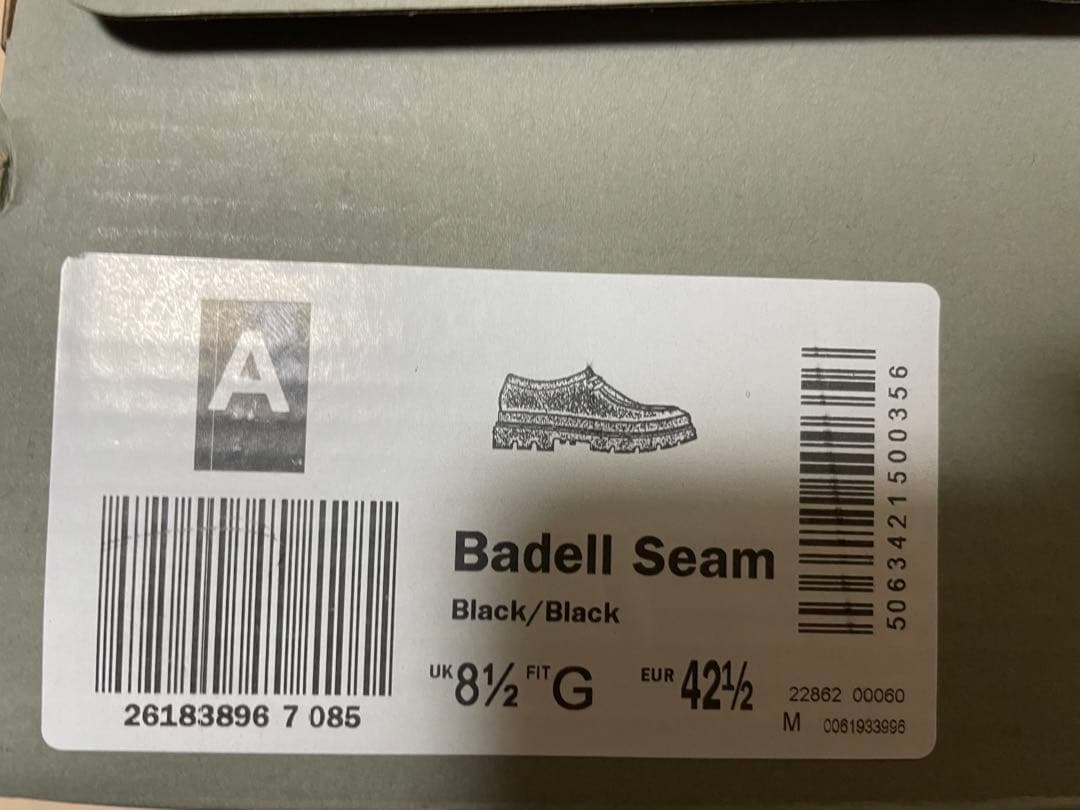 A
26183896 7 085
Badell Seam
Black/Black
UK 8½ FIT G EUR 42½
5063421500356
22862 00060
M 0061933996